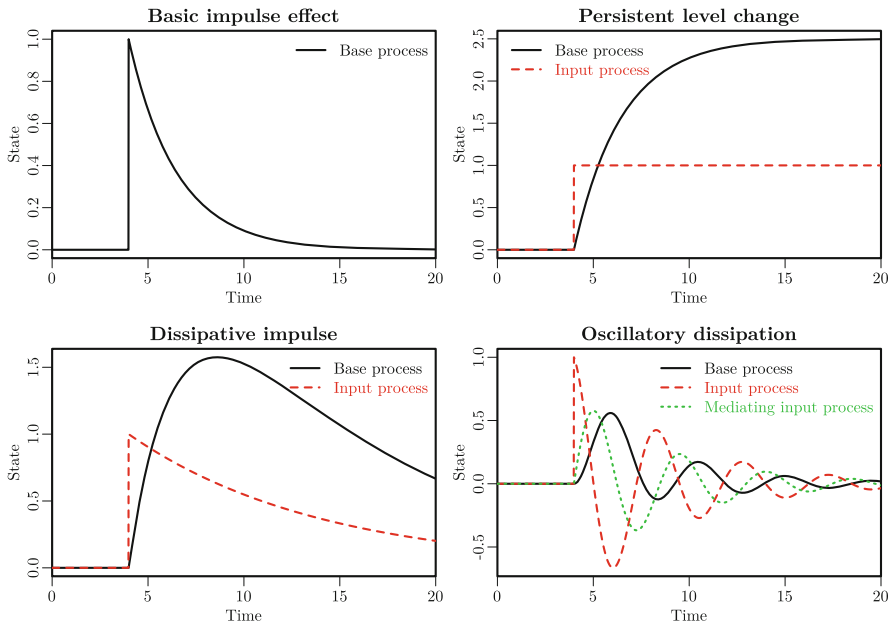 Basic impulse effect
Base process
State
0.0 0.2 0.4 0.6 0.8 1.0
0 5 10 15 20
Time
Persistent level change
Base process
Input process
State
0.0 0.5 1.0 1.5 2.0 2.5
0 5 10 15 20
Time
Dissipative impulse
Base process
Input process
State
0.0 0.5 1.0 1.5
0 5 10 15 20
Time
Oscillatory dissipation
Base process
Input process
Mediating input process
State
-0.5 0.0 0.5 1.0
0 5 10 15 20
Time